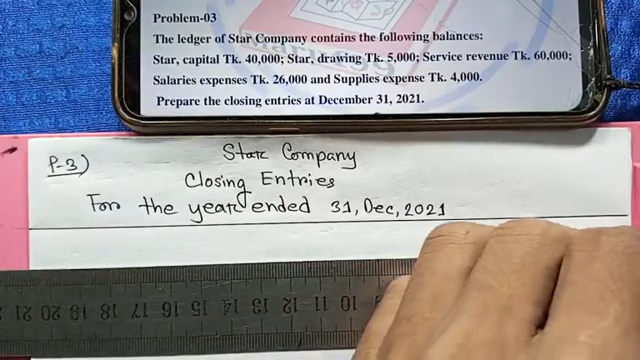 Problem-03
The ledger of Star Company contains the following balances:
Star, capital Tk. 40,000; Star, drawing Tk. 5,000; Service revenue Tk. 60,000;
Salaries expenses Tk. 26,000 and Supplies expense Tk. 4,000.
Prepare the closing entries at December 31, 2021.
P-3)
Star Company
Closing Entries
For the year ended 31, Dec, 2021
21 20 19 18 17 16 15 14 13 12 11 10